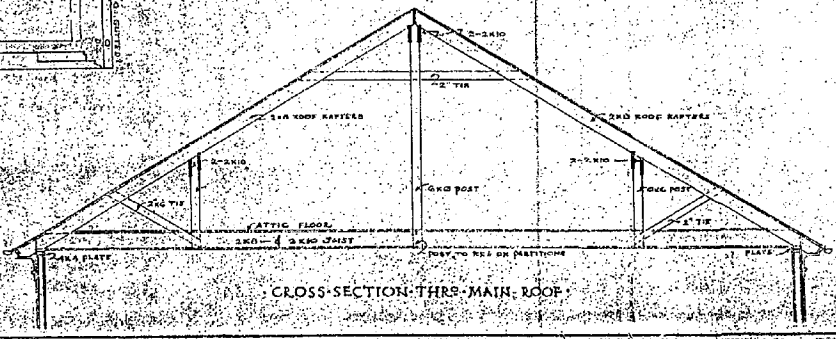 2-2X10
2" TIE
2X8 ROOF RAFTERS
2X8 ROOF RAFTERS
2-2X10
2-2X10
6X6 POST
6X6 POST
2X6 TIE
2" TIE
ATTIC FLOOR
2X8 - & 2X10 JOIST
POST TO REST ON PARTITIONS
4X4 PLATE
PLATE
·CROSS·SECTION·THRO·MAIN·ROOF·